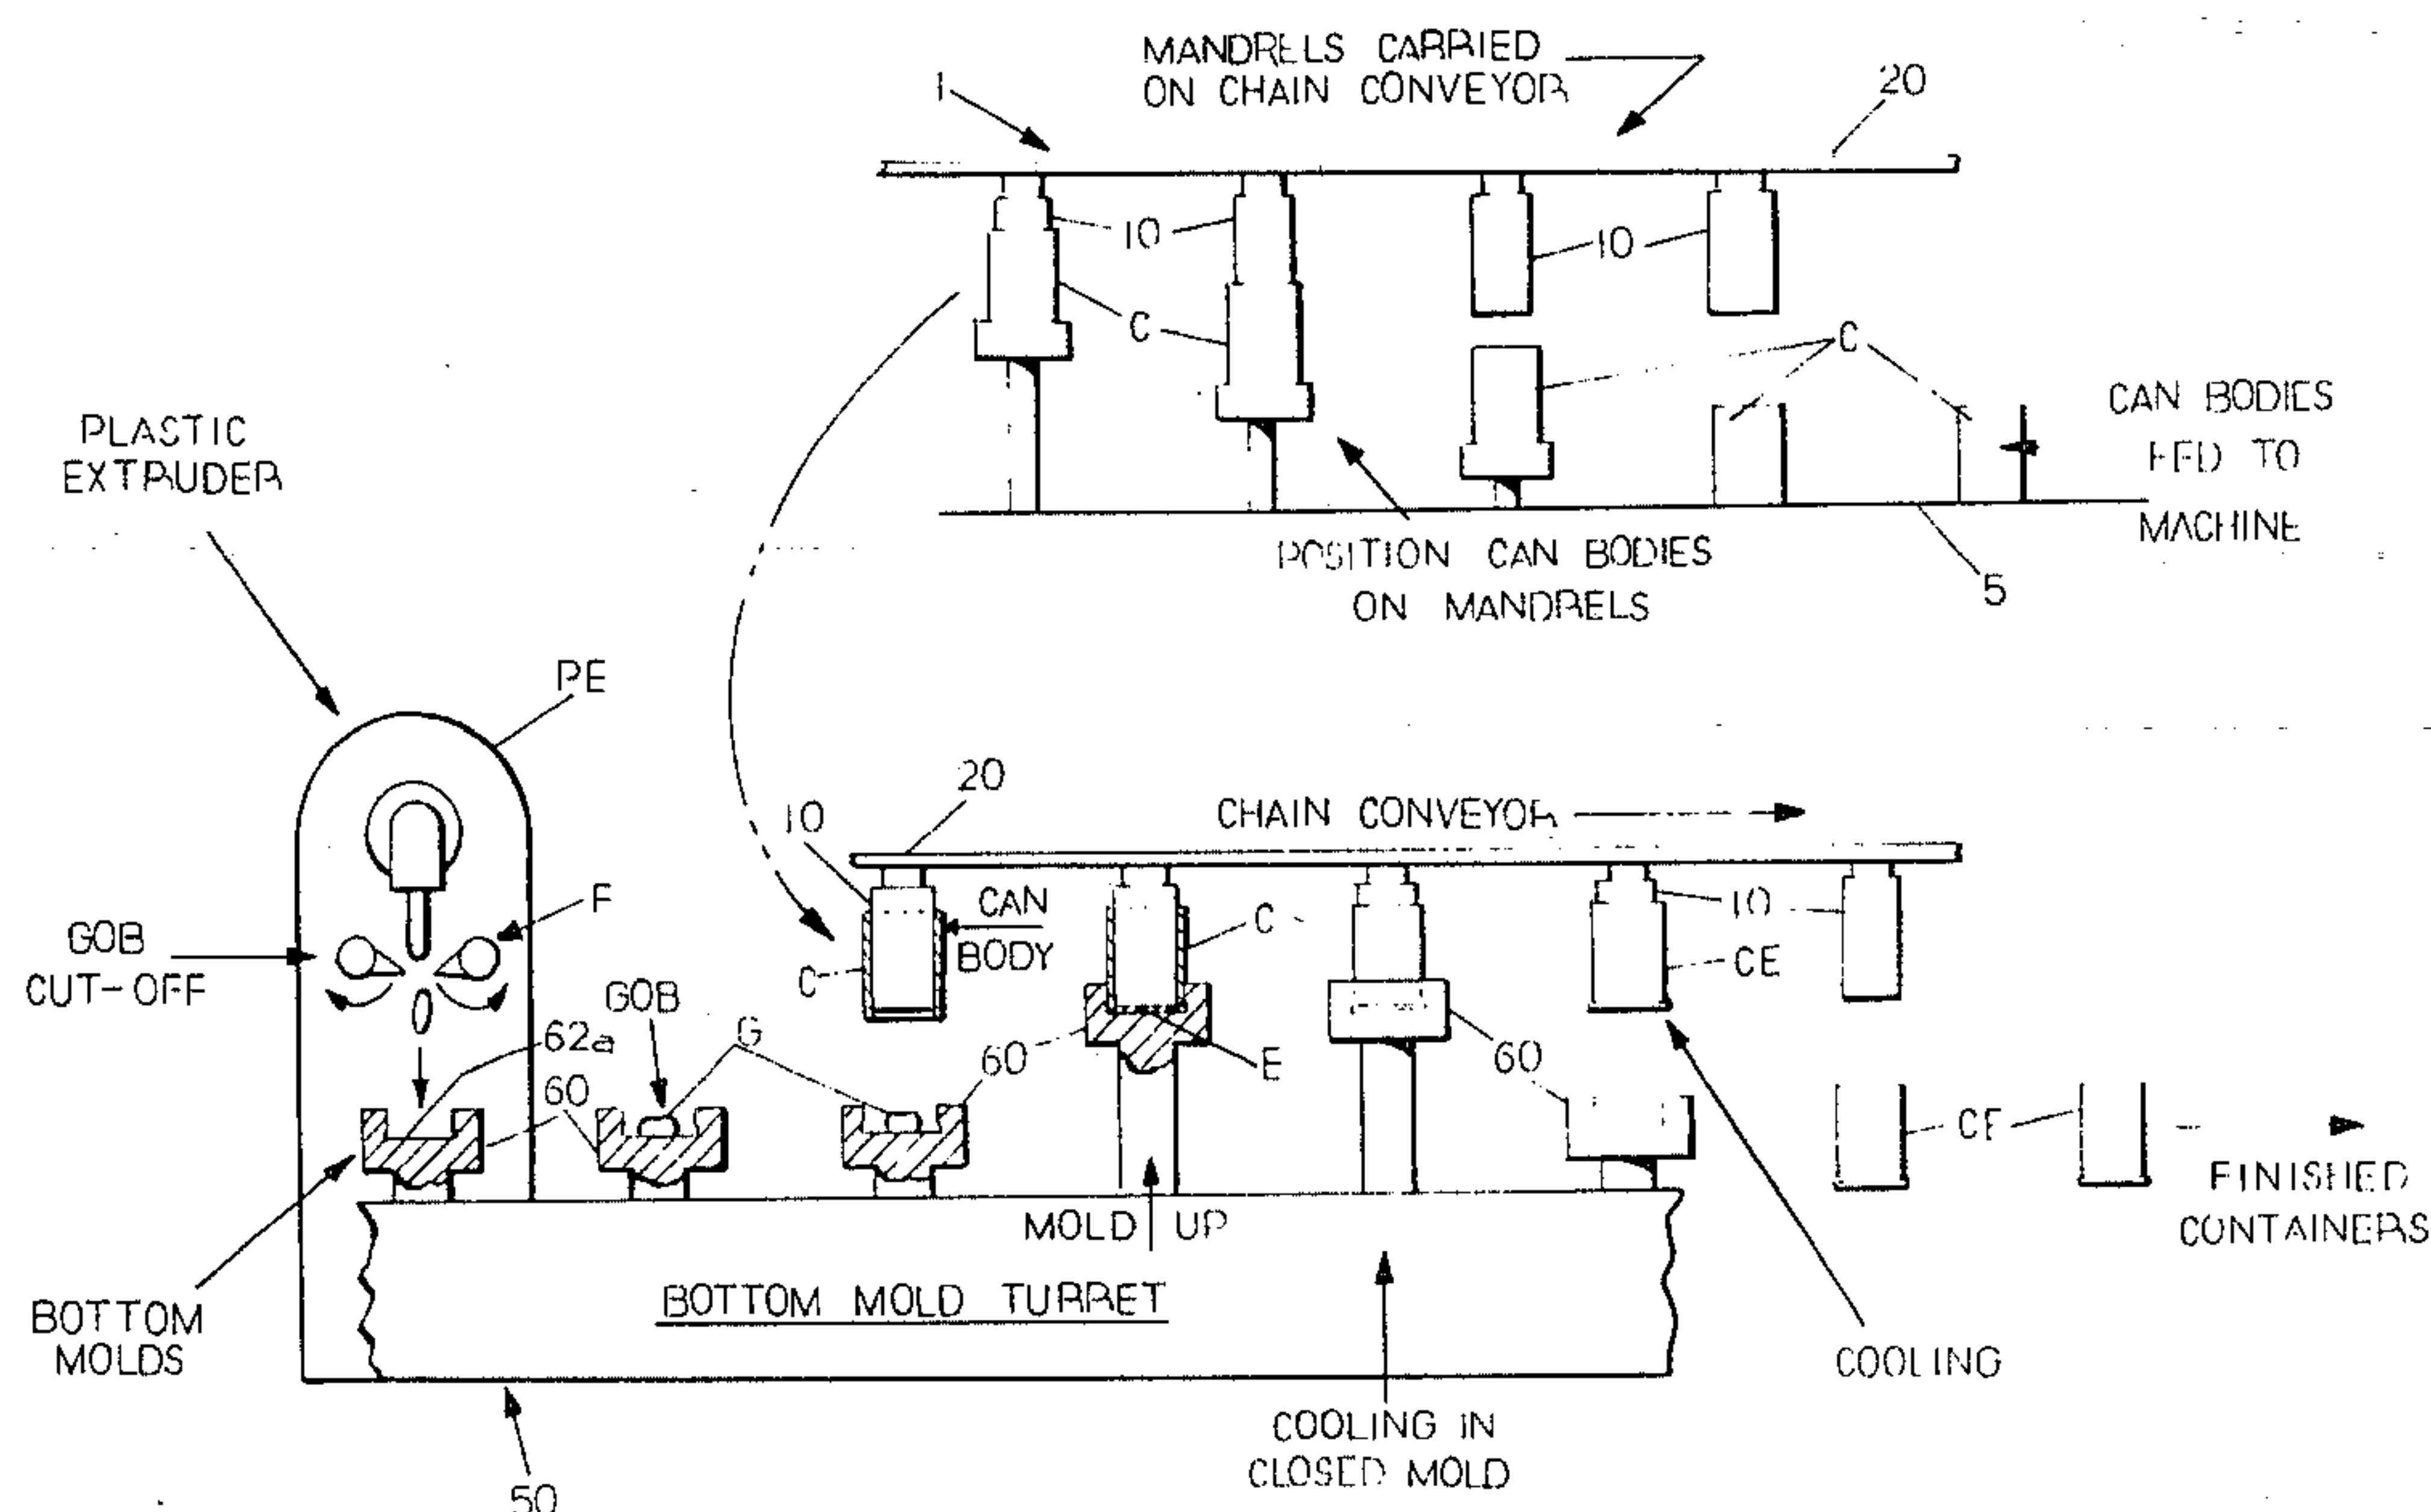 MANDRELS CARRIED
ON CHAIN CONVEYOR
1
20
10
10
C
C
CAN BODIES
FED TO
MACHINE
POSITION CAN BODIES
ON MANDRELS
5
PLASTIC
EXTRUDER
PE
20
10
CHAIN CONVEYOR
F
GOB
CUT-OFF
CAN
BODY
C
C
10
CE
GOB
G
62a
60
60
E
60
CE
FINISHED
CONTAINERS
MOLD UP
BOTTOM MOLD TURRET
BOTTOM
MOLDS
COOLING
COOLING IN
CLOSED MOLD
50